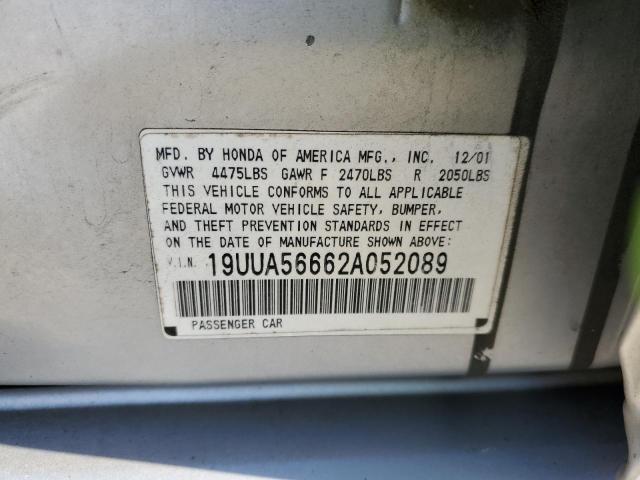 MFD. BY HONDA OF AMERICA MFG., INC. 12/01
GVWR 4475LBS GAWR F 2470LBS R 2050LBS
THIS VEHICLE CONFORMS TO ALL APPLICABLE
FEDERAL MOTOR VEHICLE SAFETY, BUMPER,
AND THEFT PREVENTION STANDARDS IN EFFECT
ON THE DATE OF MANUFACTURE SHOWN ABOVE:
V.I.N. 19UUA56662A052089
PASSENGER CAR